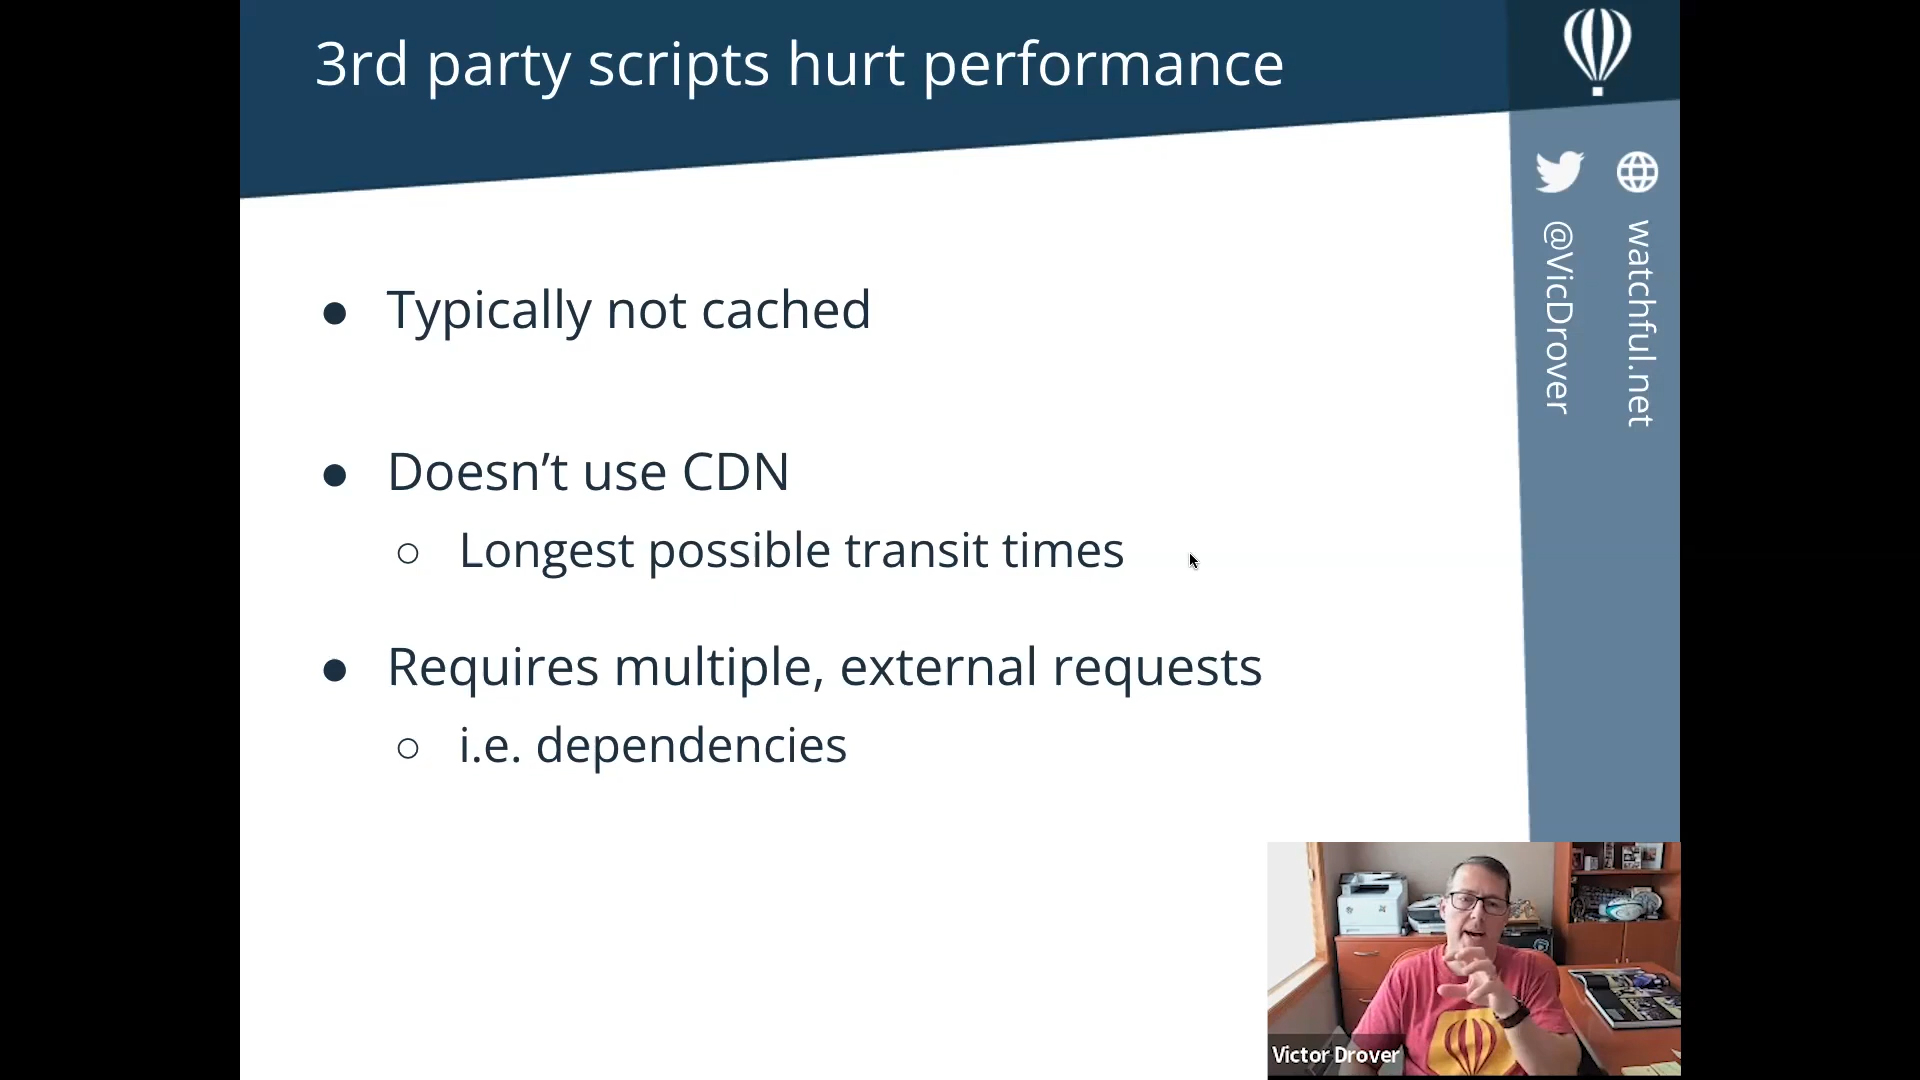 3rd party scripts hurt performance
@VicDrover
watchful.net
● Typically not cached
● Doesn’t use CDN
○ Longest possible transit times
● Requires multiple, external requests
○ i.e. dependencies
Victor Drover